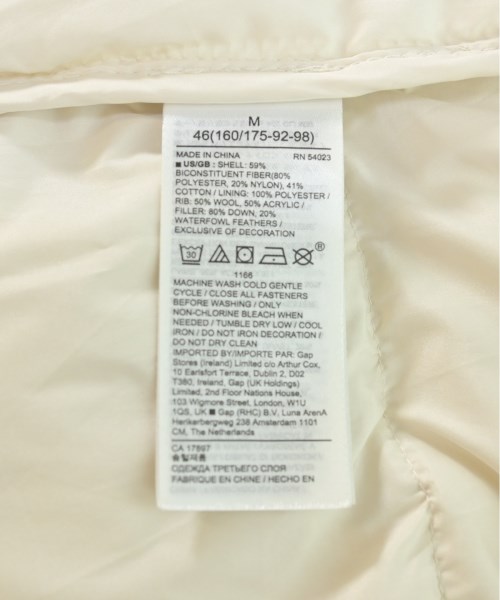 M
46(160/175-92-98)
MADE IN CHINA RN 54023
■ US/GB : SHELL: 59%
BICONSTITUENT FIBER(80%
POLYESTER, 20% NYLON), 41%
COTTON / LINING: 100% POLYESTER /
RIB: 50% WOOL, 50% ACRYLIC /
FILLER: 80% DOWN, 20%
WATERFOWL FEATHERS /
EXCLUSIVE OF DECORATION
30 ®
1166
MACHINE WASH COLD GENTLE
CYCLE / CLOSE ALL FASTENERS
BEFORE WASHING / ONLY
NON-CHLORINE BLEACH WHEN
NEEDED / TUMBLE DRY LOW / COOL
IRON / DO NOT IRON DECORATION /
DO NOT DRY CLEAN
IMPORTED BY/IMPORTE PAR: Gap
Stores (Ireland) Limited c/o Arthur Cox,
10 Earlsfort Terrace, Dublin 2, D02
T380, Ireland, Gap (UK Holdings)
Limited, 2nd Floor Nations House,
103 Wigmore Street, London, W1U
1QS, UK ■ Gap (RHC) B.V. Luna ArenA
Herikerbergweg 238 Amsterdam 1101
CM, The Netherlands
CA 17897
ОДЕЖДА ТРЕТЬЕГО СЛОЯ
FABRIQUE EN CHINE / HECHO EN